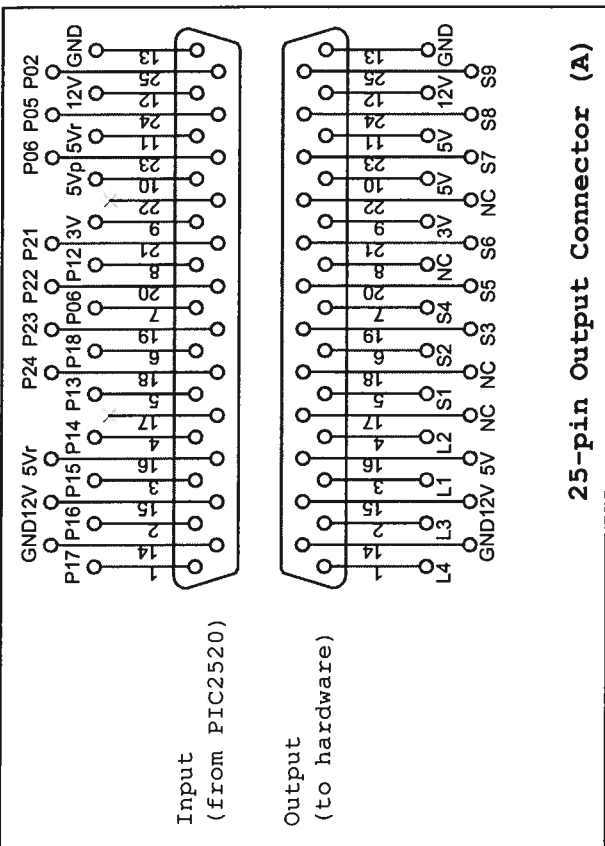 GND12V 5Vr P24 P23 P22 P21 P06 P05 P02
P17 P16 P15 P14 P13 P18 P06 P12 3V 5Vp 5Vr 12V GND
1 14 2 15 3 16 4 17 5 18 6 19 7 20 8 21 9 22 10 23 11 24 12 25 13
Input
(from PIC2520)
Output
(to hardware)
1 14 2 15 3 16 4 17 5 18 6 19 7 20 8 21 9 22 10 23 11 24 12 25 13
L4 L3 L1 L2 S1 S2 S4 NC 3V 5V 5V 12V GND
GND12V 5V NC NC S3 S5 S6 NC S7 S8 S9
25-pin Output Connector (A)